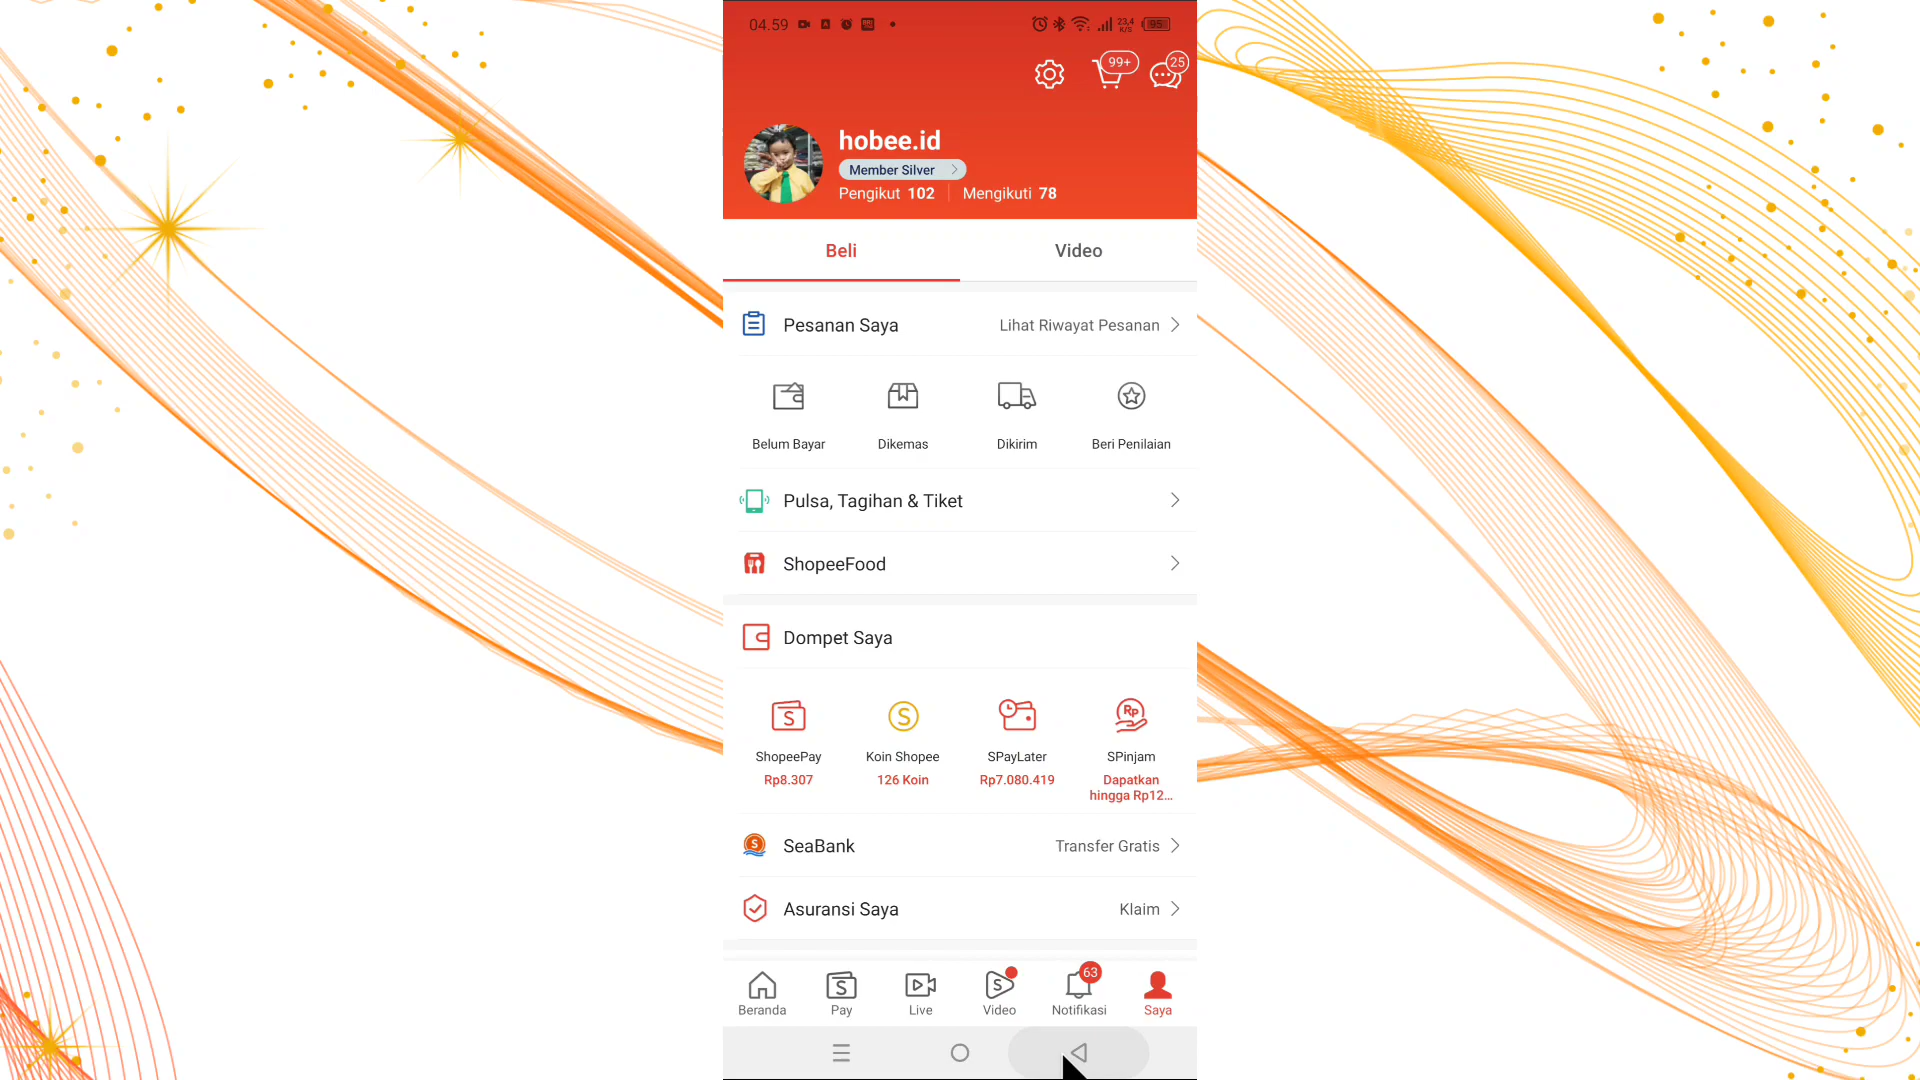 04.59
23,4
K/S
95
99+
25
hobee.id
Member Silver
Pengikut 102 Mengikuti 78
Beli Video
Pesanan Saya Lihat Riwayat Pesanan
Belum Bayar Dikemas Dikirim Beri Penilaian
Pulsa, Tagihan & Tiket
ShopeeFood
Dompet Saya
ShopeePay Koin Shopee SPayLater SPinjam
Rp8.307 126 Koin Rp7.080.419 Dapatkan
hingga Rp12...
SeaBank Transfer Gratis
Asuransi Saya Klaim
63
Beranda Pay Live Video Notifikasi Saya